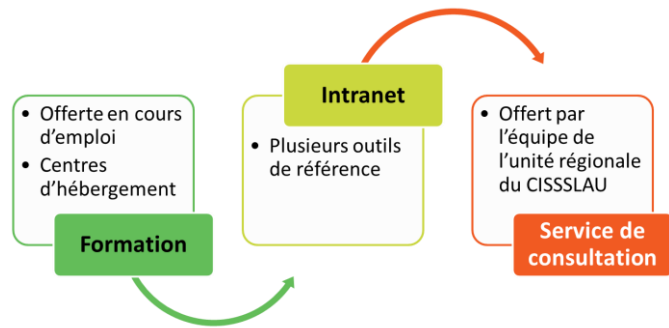 • Offerte en cours
d'emploi
• Centres
d'hébergement
Formation
Intranet
• Plusieurs outils
de référence
• Offert par
l'équipe de
l'unité régionale
du CISSSLAU
Service de
consultation